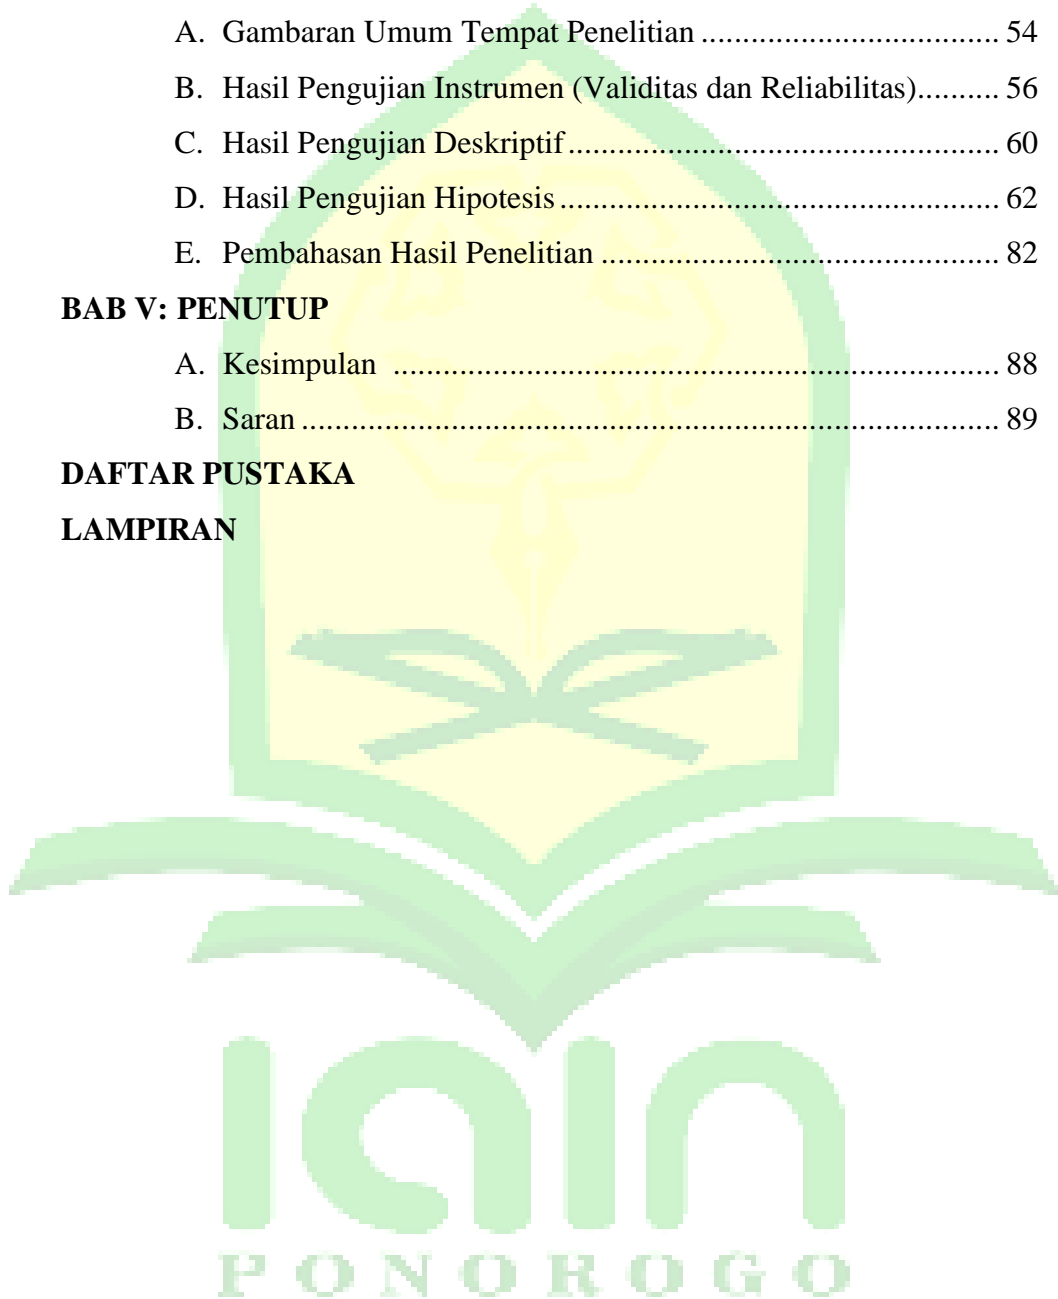 A. Gambaran Umum Tempat Penelitian .................................. 54
B. Hasil Pengujian Instrumen (Validitas dan Reliabilitas).......... 56
C. Hasil Pengujian Deskriptif................................................. 60
D. Hasil Pengujian Hipotesis .................................................. 62
E. Pembahasan Hasil Penelitian ............................................. 82
BAB V: PENUTUP
A. Kesimpulan ..................................................................... 88
B. Saran ................................................................................ 89
DAFTAR PUSTAKA
LAMPIRAN
iain
PONOROGO